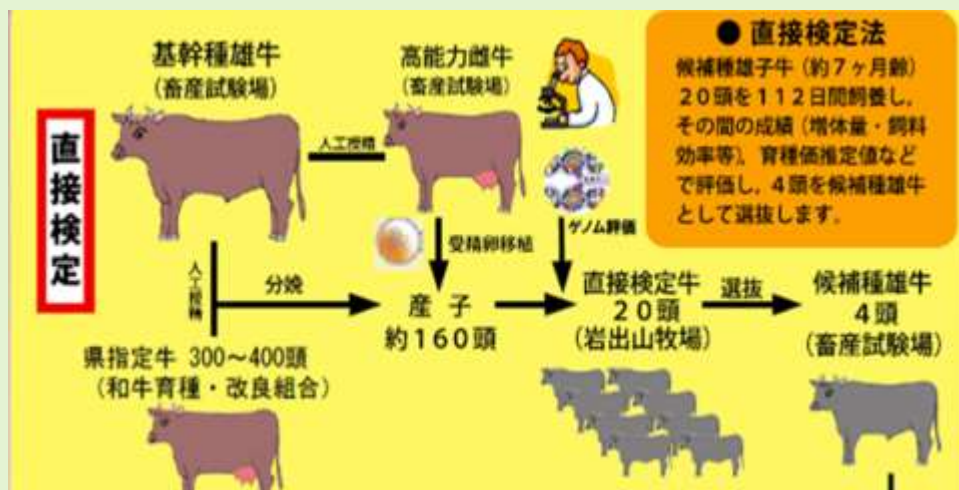 直接検定
基幹種雄牛
(畜産試験場)
高能力雌牛
(畜産試験場)
人工授精
● 直接検定法
候補種雄子牛(約7ヶ月齢)
20頭を112日間飼養し,
その間の成績(増体量・飼料
効率等),育種価推定値など
で評価し,4頭を候補種雄牛
として選抜します。
人工授精
分娩
受精卵移植
ゲノム評価
産子
約160頭
直接検定牛
20頭
(岩出山牧場)
選抜
候補種雄牛
4頭
(畜産試験場)
県指定牛 300~400頭
(和牛育種・改良組合)